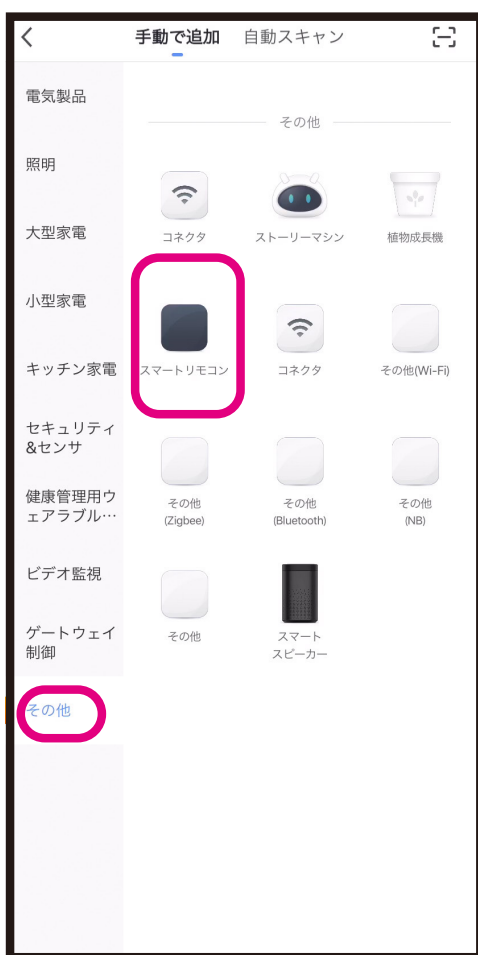 手動で追加 自動スキャン
電気製品
照明
大型家電
小型家電
キッチン家電
セキュリティ
&センサ
健康管理用ウ
ェアラブル…
ビデオ監視
ゲートウェイ
制御
その他
その他
コネクタ ストーリーマシン 植物成長機
スマートリモコン コネクタ その他(Wi-Fi)
その他 その他 その他
(Zigbee) (Bluetooth) (NB)
その他 スマート
スピーカー